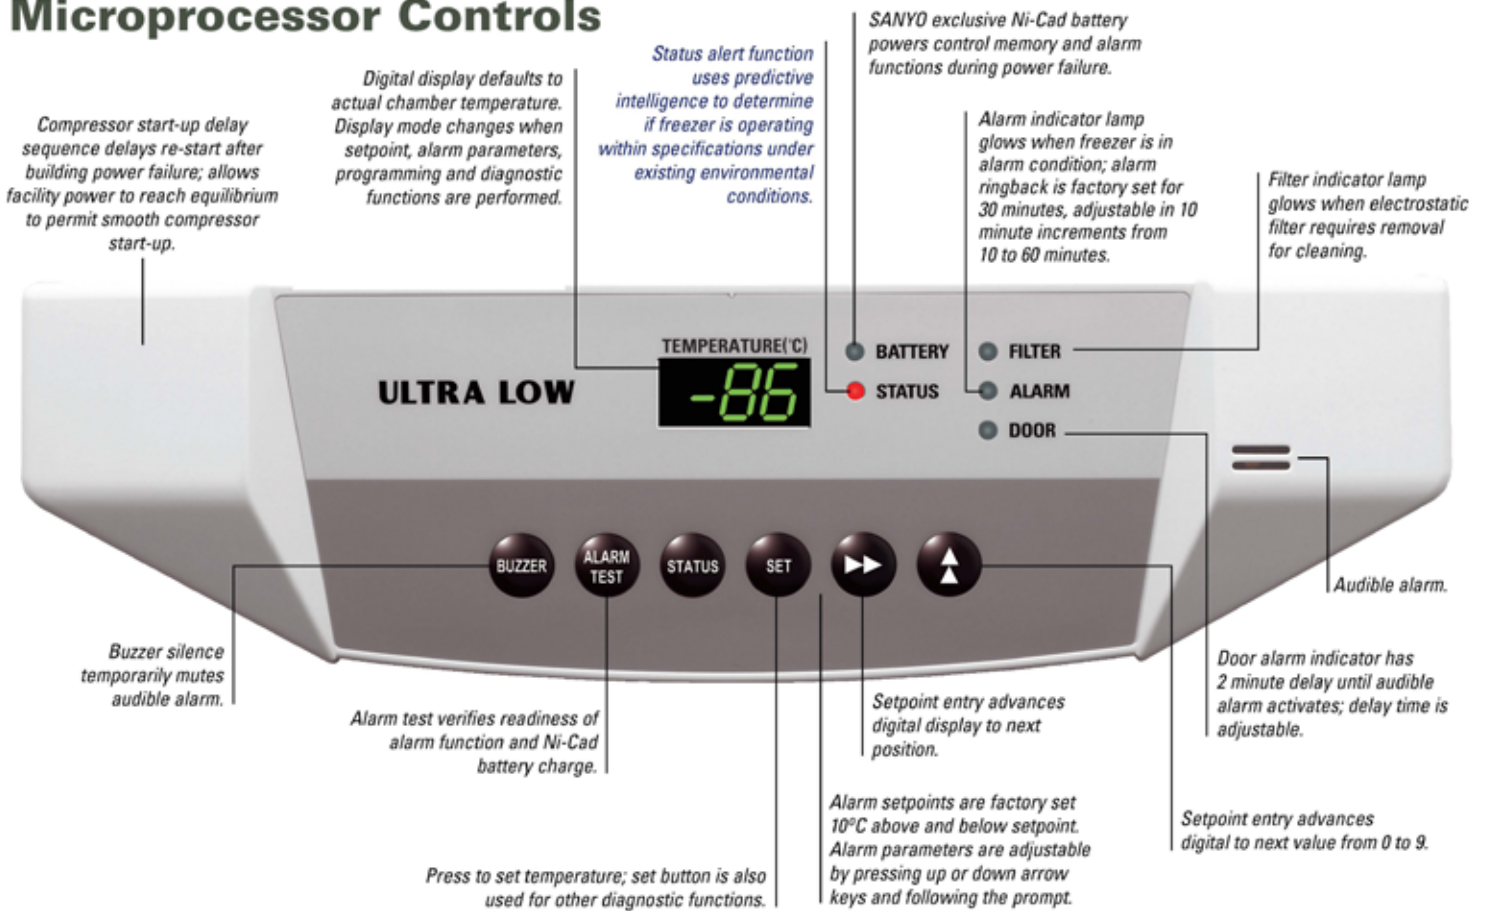 Microprocessor Controls
SANYO exclusive Ni-Cad battery
powers control memory and alarm
functions during power failure.
Status alert function
uses predictive
intelligence to determine
if freezer is operating
within specifications under
existing environmental
conditions.
Digital display defaults to
actual chamber temperature.
Display mode changes when
setpoint, alarm parameters,
programming and diagnostic
functions are performed.
Compressor start-up delay
sequence delays re-start after
building power failure; allows
facility power to reach equilibrium
to permit smooth compressor
start-up.
Alarm indicator lamp
glows when freezer is in
alarm condition; alarm
ringback is factory set for
30 minutes, adjustable in 10
minute increments from
10 to 60 minutes.
Filter indicator lamp
glows when electrostatic
filter requires removal
for cleaning.
TEMPERATURE(°C)
-86
ULTRA LOW
BATTERY
FILTER
STATUS
ALARM
DOOR
BUZZER
ALARM
TEST
STATUS
SET
Audible alarm.
Buzzer silence
temporarily mutes
audible alarm.
Alarm test verifies readiness of
alarm function and Ni-Cad
battery charge.
Setpoint entry advances
digital display to next
position.
Door alarm indicator has
2 minute delay until audible
alarm activates; delay time is
adjustable.
Press to set temperature; set button is also
used for other diagnostic functions.
Alarm setpoints are factory set
10ºC above and below setpoint.
Alarm parameters are adjustable
by pressing up or down arrow
keys and following the prompt.
Setpoint entry advances
digital to next value from 0 to 9.